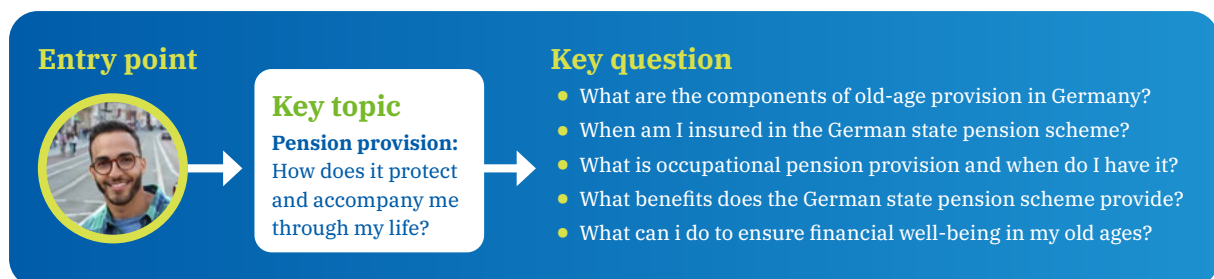 Entry point
Key topic
Pension provision:
How does it protect
and accompany me
through my life?
Key question
• What are the components of old-age provision in Germany?
• When am I insured in the German state pension scheme?
• What is occupational pension provision and when do I have it?
• What benefits does the German state pension scheme provide?
• What can i do to ensure financial well-being in my old ages?